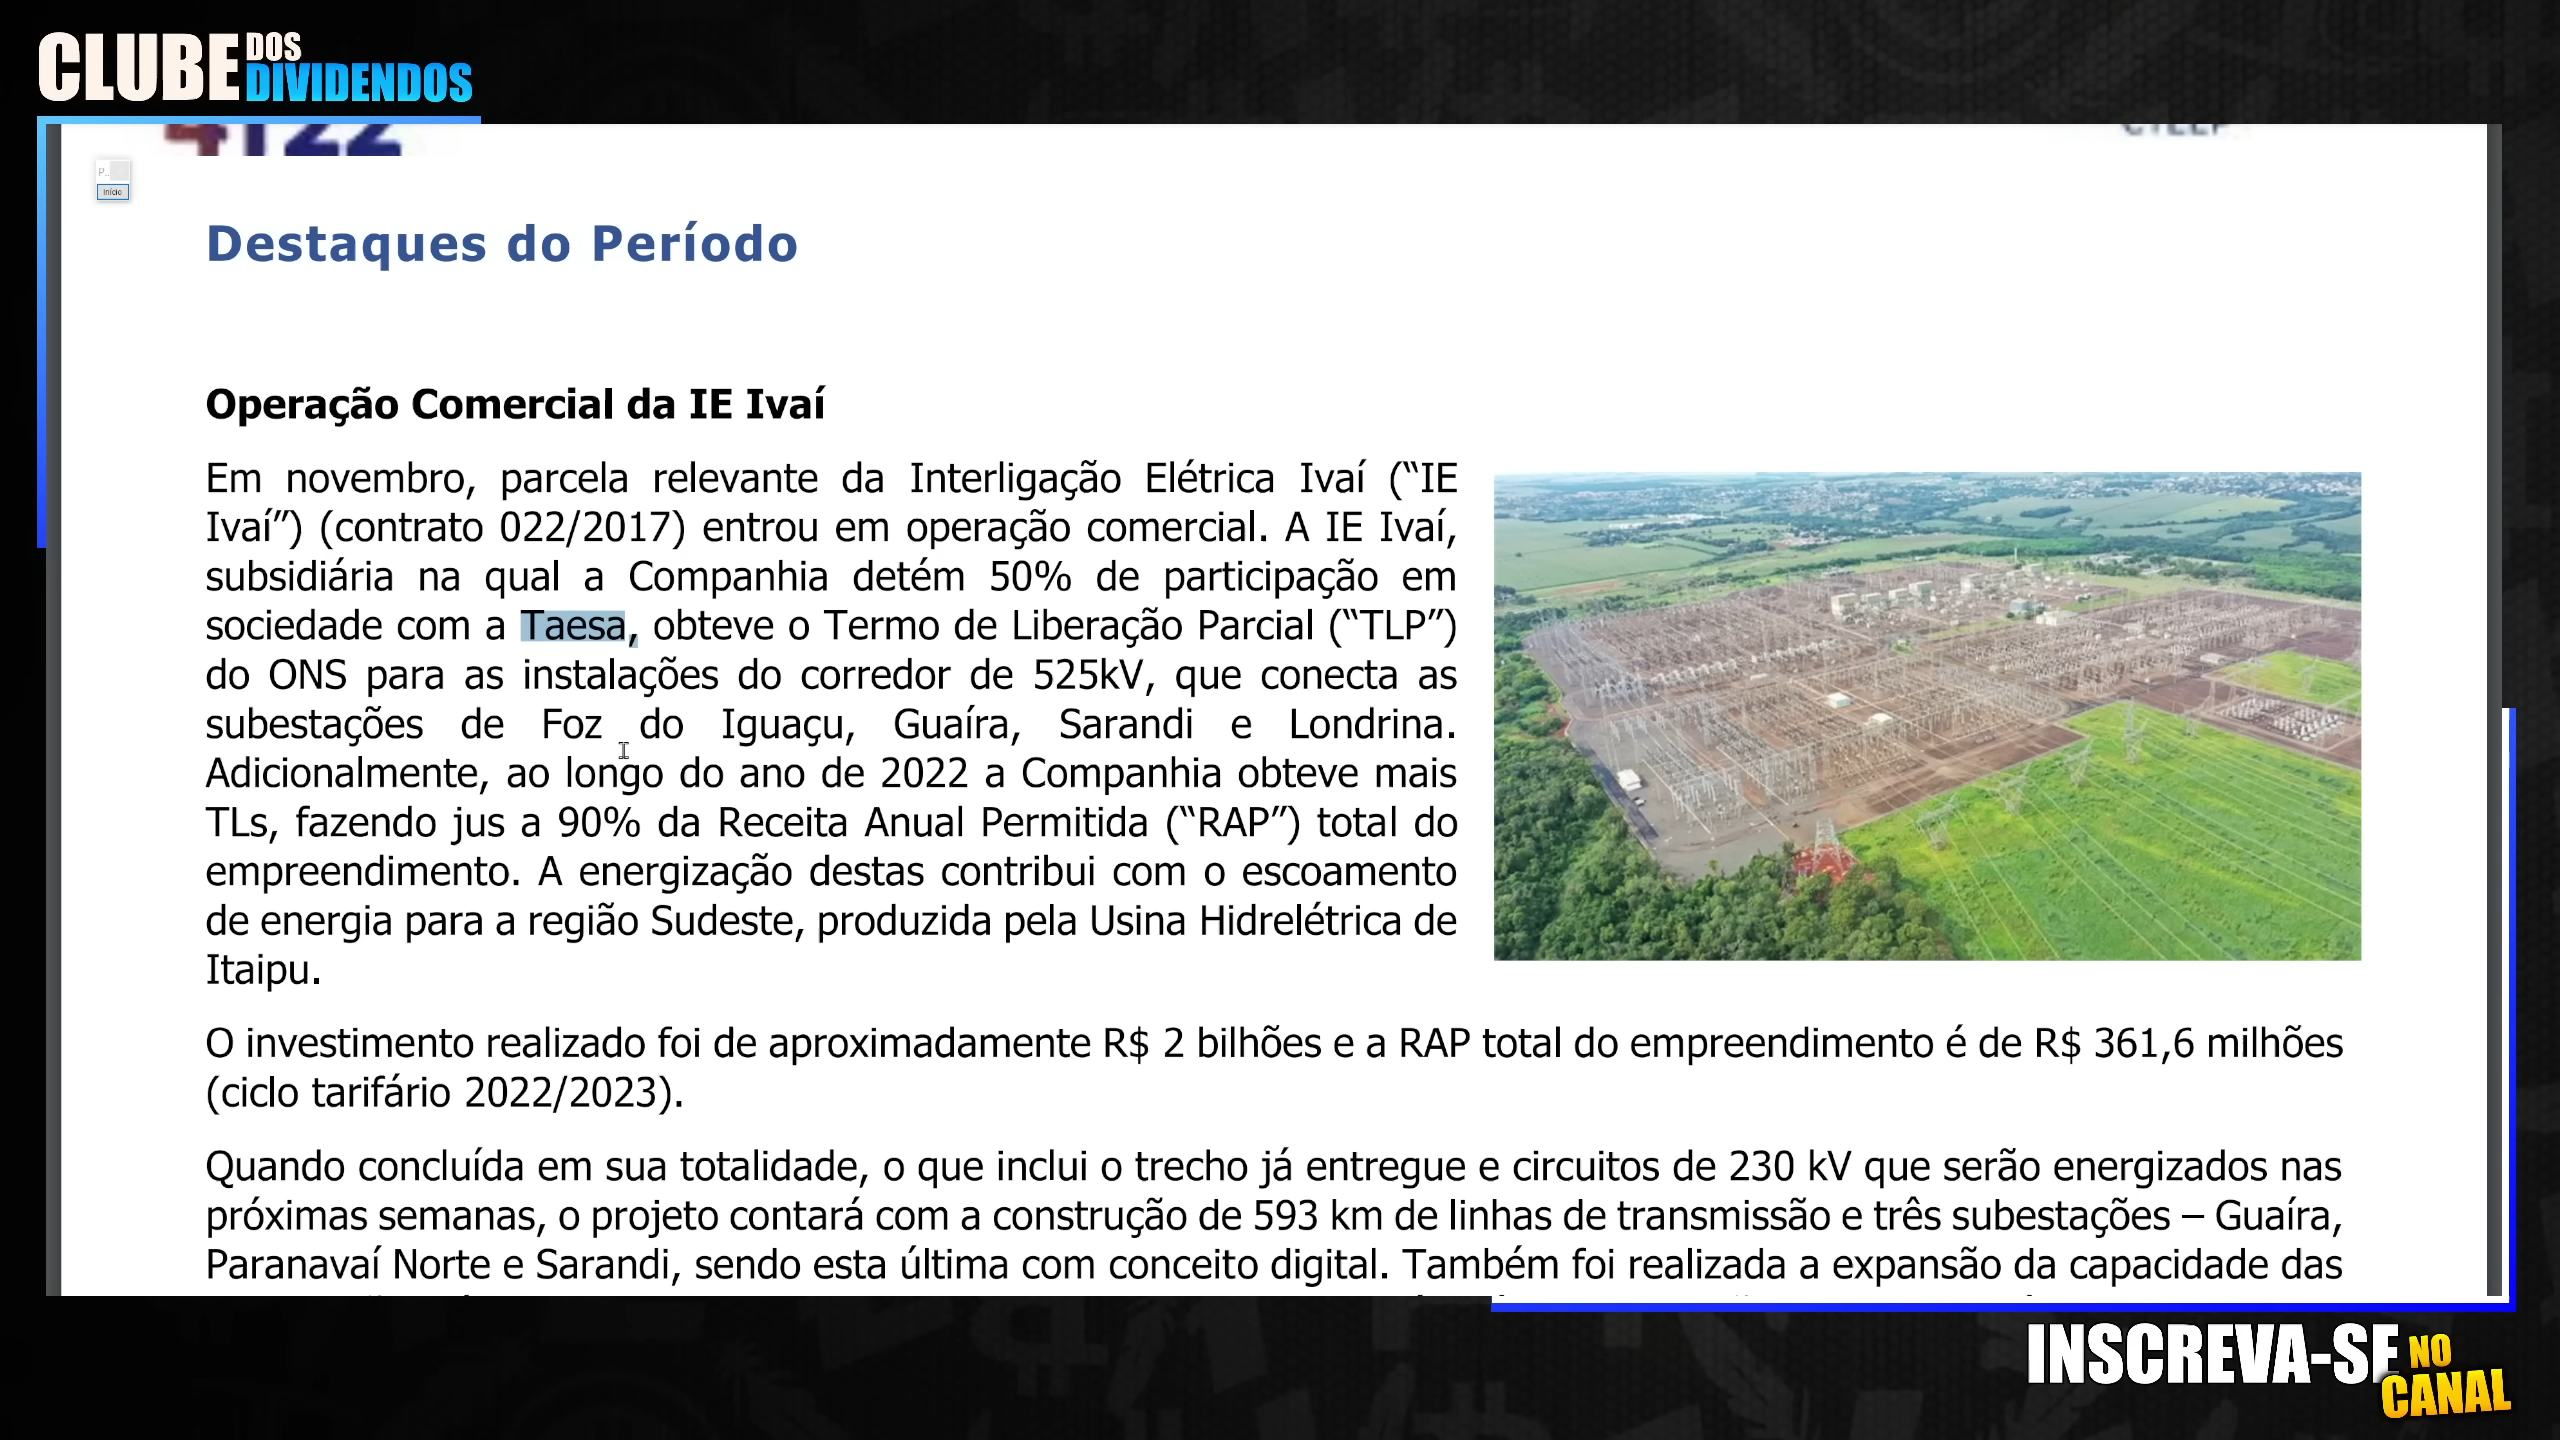 CLUBE DOS DIVIDENDOS
4T22
Início
Destaques do Período
Operação Comercial da IE Ivaí
Em novembro, parcela relevante da Interligação Elétrica Ivaí (“IE
Ivaí”) (contrato 022/2017) entrou em operação comercial. A IE Ivaí,
subsidiária na qual a Companhia detém 50% de participação em
sociedade com a Taesa, obteve o Termo de Liberação Parcial (“TLP”)
do ONS para as instalações do corredor de 525kV, que conecta as
subestações de Foz do Iguaçu, Guaíra, Sarandi e Londrina.
Adicionalmente, ao longo do ano de 2022 a Companhia obteve mais
TLs, fazendo jus a 90% da Receita Anual Permitida (“RAP”) total do
empreendimento. A energização destas contribui com o escoamento
de energia para a região Sudeste, produzida pela Usina Hidrelétrica de
Itaipu.
O investimento realizado foi de aproximadamente R$ 2 bilhões e a RAP total do empreendimento é de R$ 361,6 milhões
(ciclo tarifário 2022/2023).
Quando concluída em sua totalidade, o que inclui o trecho já entregue e circuitos de 230 kV que serão energizados nas
próximas semanas, o projeto contará com a construção de 593 km de linhas de transmissão e três subestações – Guaíra,
Paranavaí Norte e Sarandi, sendo esta última com conceito digital. Também foi realizada a expansão da capacidade das
INSCREVA-SE NO CANAL